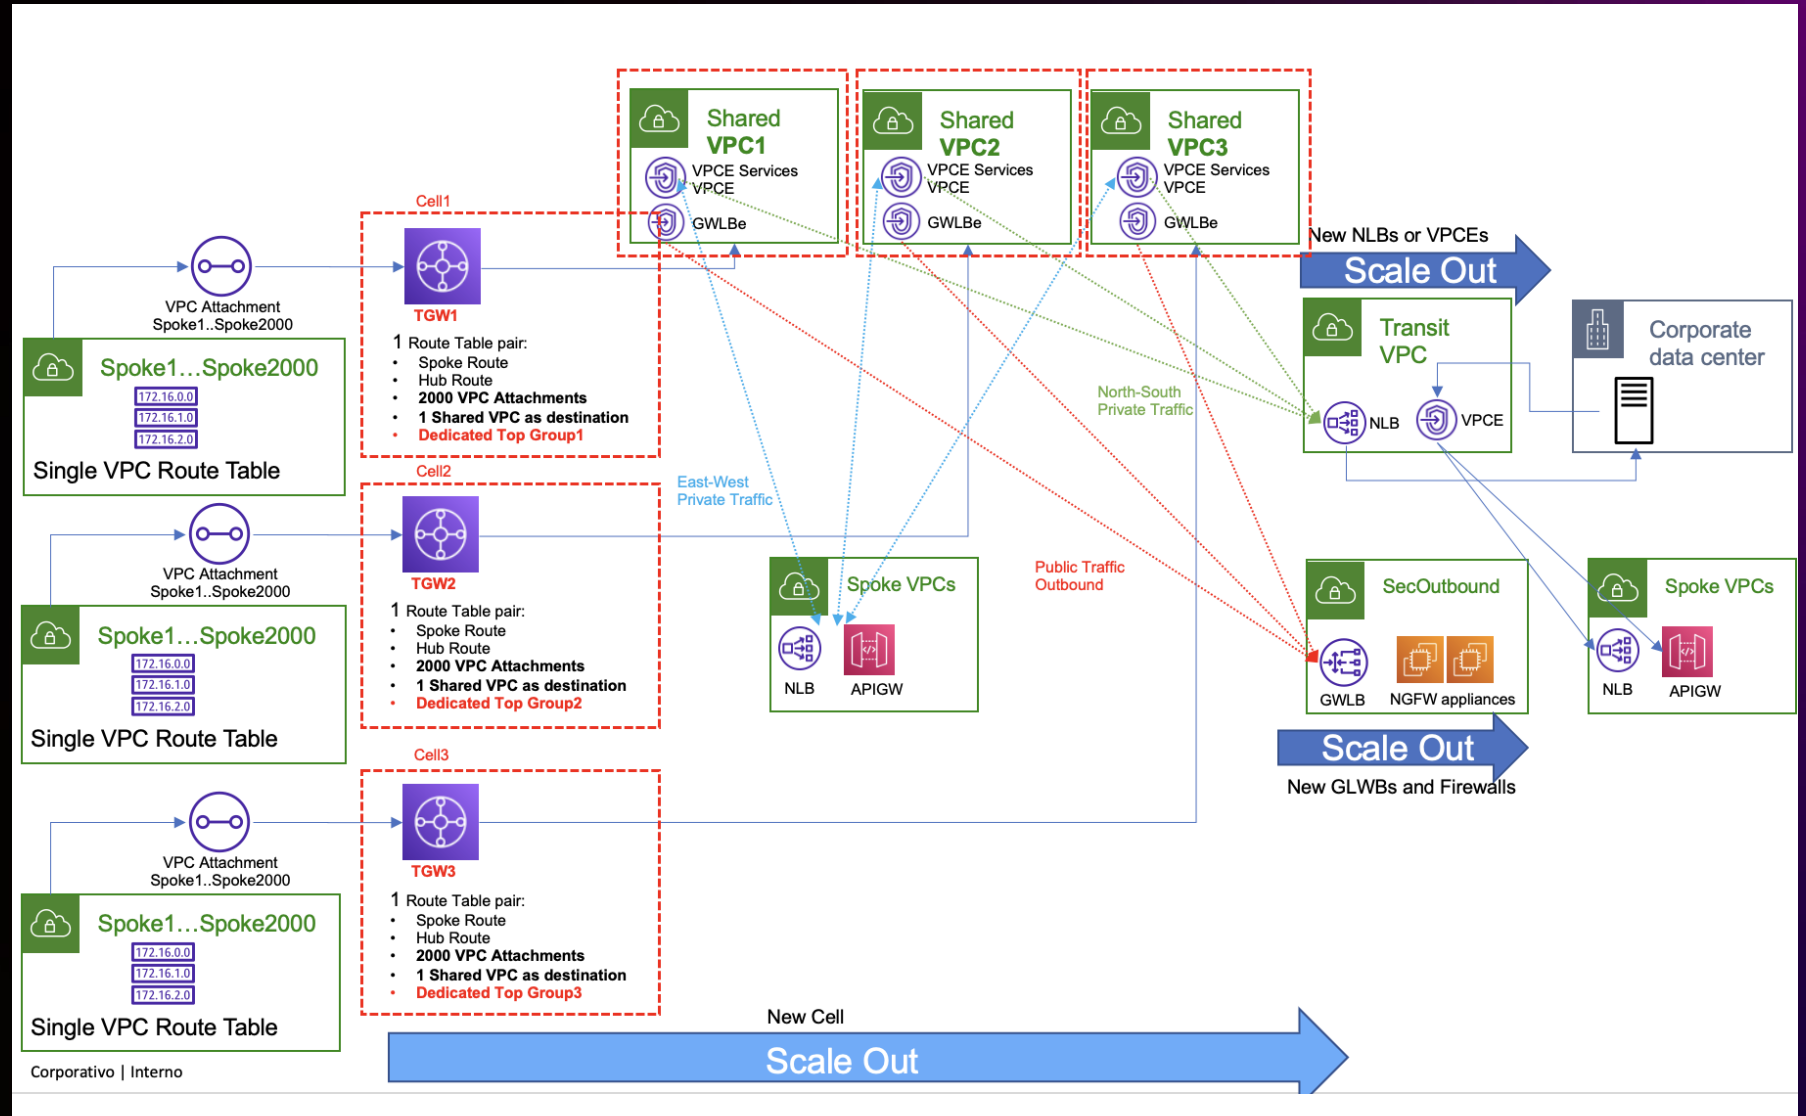 Shared
VPC1
VPCE Services
VPCE
GWLBe
Shared
VPC2
VPCE Services
VPCE
GWLBe
Shared
VPC3
VPCE Services
VPCE
GWLBe
New NLBs or VPCEs
Scale Out
Cell1
TGW1
1 Route Table pair:
• Spoke Route
• Hub Route
• 2000 VPC Attachments
• 1 Shared VPC as destination
• Dedicated Top Group1
VPC Attachment
Spoke1..Spoke2000
Spoke1...Spoke2000
172.16.0.0
172.16.1.0
172.16.2.0
Single VPC Route Table
Transit
VPC
NLB
VPCE
Corporate
data center
North-South
Private Traffic
East-West
Private Traffic
Public Traffic
Outbound
Cell2
TGW2
1 Route Table pair:
• Spoke Route
• Hub Route
• 2000 VPC Attachments
• 1 Shared VPC as destination
• Dedicated Top Group2
VPC Attachment
Spoke1..Spoke2000
Spoke1...Spoke2000
172.16.0.0
172.16.1.0
172.16.2.0
Single VPC Route Table
Spoke VPCs
NLB
APIGW
SecOutbound
GWLB
NGFW appliances
Spoke VPCs
NLB
APIGW
Scale Out
New GLWBs and Firewalls
Cell3
TGW3
1 Route Table pair:
• Spoke Route
• Hub Route
• 2000 VPC Attachments
• 1 Shared VPC as destination
• Dedicated Top Group3
VPC Attachment
Spoke1..Spoke2000
Spoke1...Spoke2000
172.16.0.0
172.16.1.0
172.16.2.0
Single VPC Route Table
New Cell
Scale Out
Corporativo | Interno